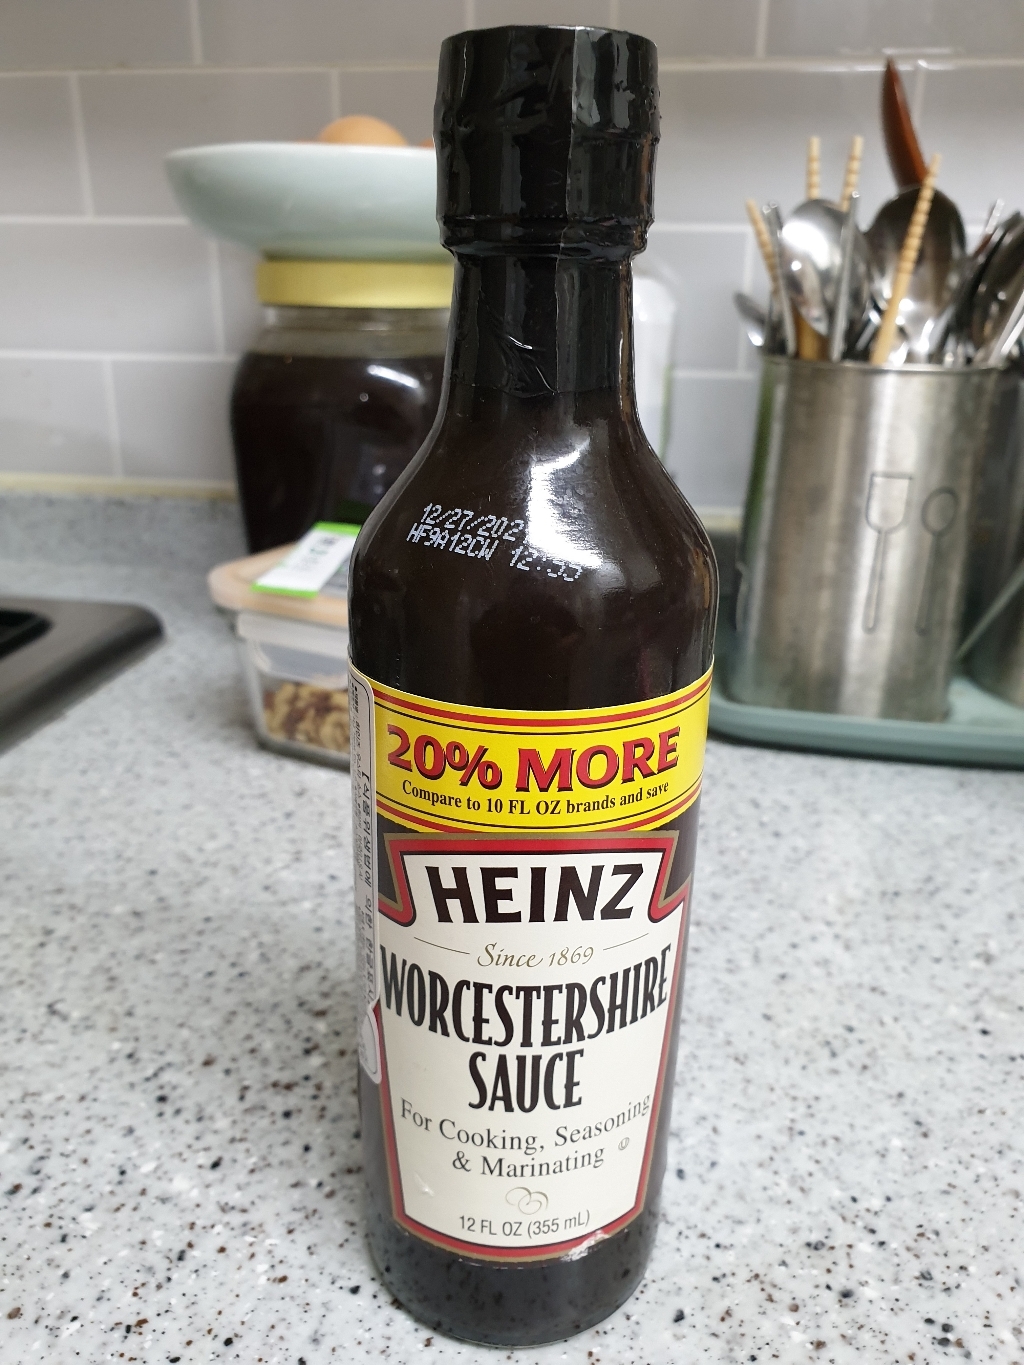 12/27/202
HF9A12CW 12:33
20% MORE
Compare to 10 FL OZ brands and save
HEINZ
Since 1869
WORCESTERSHIRE
SAUCE
For Cooking, Seasoning
& Marinating
12 FL OZ (355 mL)